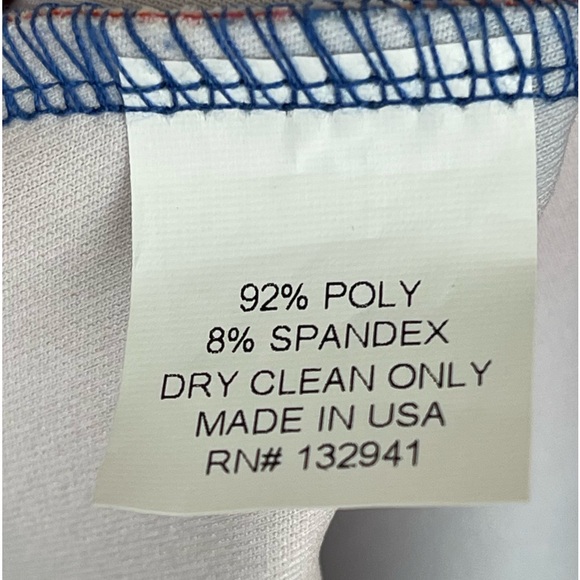 92% POLY
8% SPANDEX
DRY CLEAN ONLY
MADE IN USA
RN# 132941